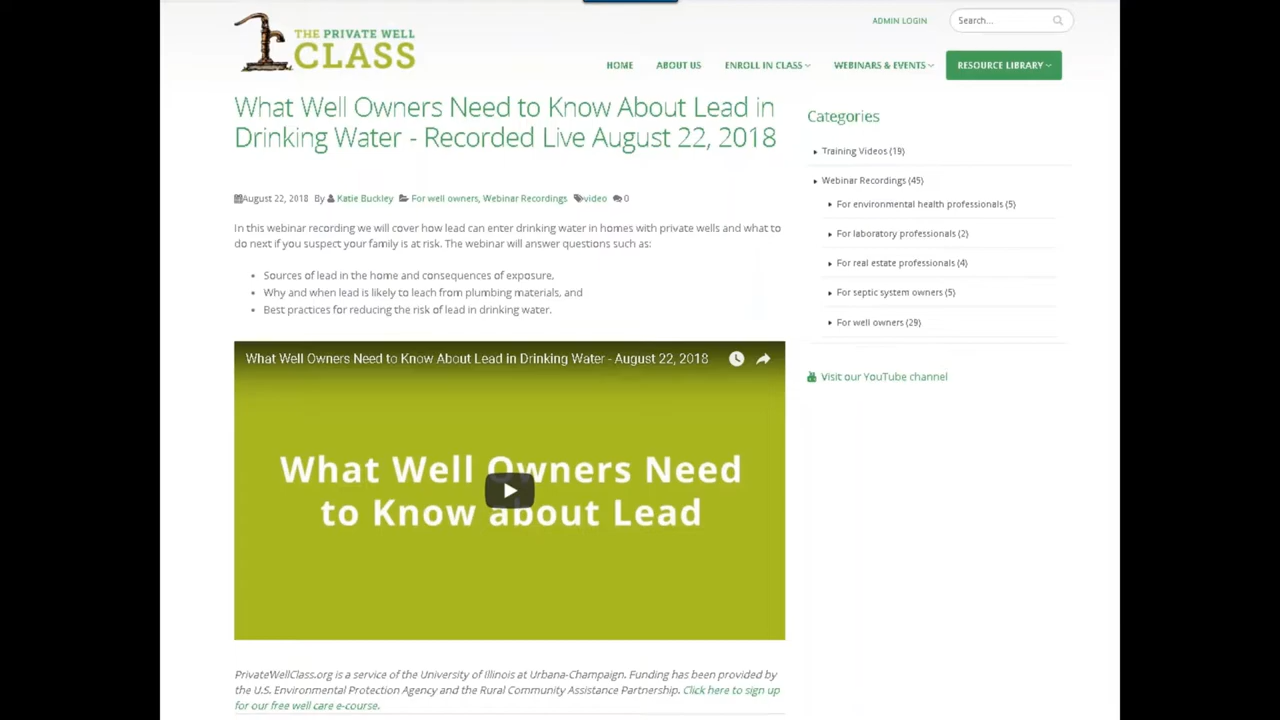 ADMIN LOGIN
Search...
THE PRIVATE WELL
CLASS
HOME ABOUT US ENROLL IN CLASS WEBINARS & EVENTS RESOURCE LIBRARY
What Well Owners Need to Know About Lead in
Drinking Water - Recorded Live August 22, 2018
August 22, 2018 By Katie Buckley For well owners, Webinar Recordings video 0
In this webinar recording we will cover how lead can enter drinking water in homes with private wells and what to
do next if you suspect your family is at risk. The webinar will answer questions such as:
Sources of lead in the home and consequences of exposure,
Why and when lead is likely to leach from plumbing materials, and
Best practices for reducing the risk of lead in drinking water.
What Well Owners Need to Know About Lead in Drinking Water - August 22, 2018
What Well Owners Need
to Know about Lead
PrivateWellClass.org is a service of the University of Illinois at Urbana-Champaign. Funding has been provided by
the U.S. Environmental Protection Agency and the Rural Community Assistance Partnership. Click here to sign up
for our free well care e-course.
Categories
Training Videos (19)
Webinar Recordings (45)
For environmental health professionals (5)
For laboratory professionals (2)
For real estate professionals (4)
For septic system owners (5)
For well owners (29)
Visit our YouTube channel